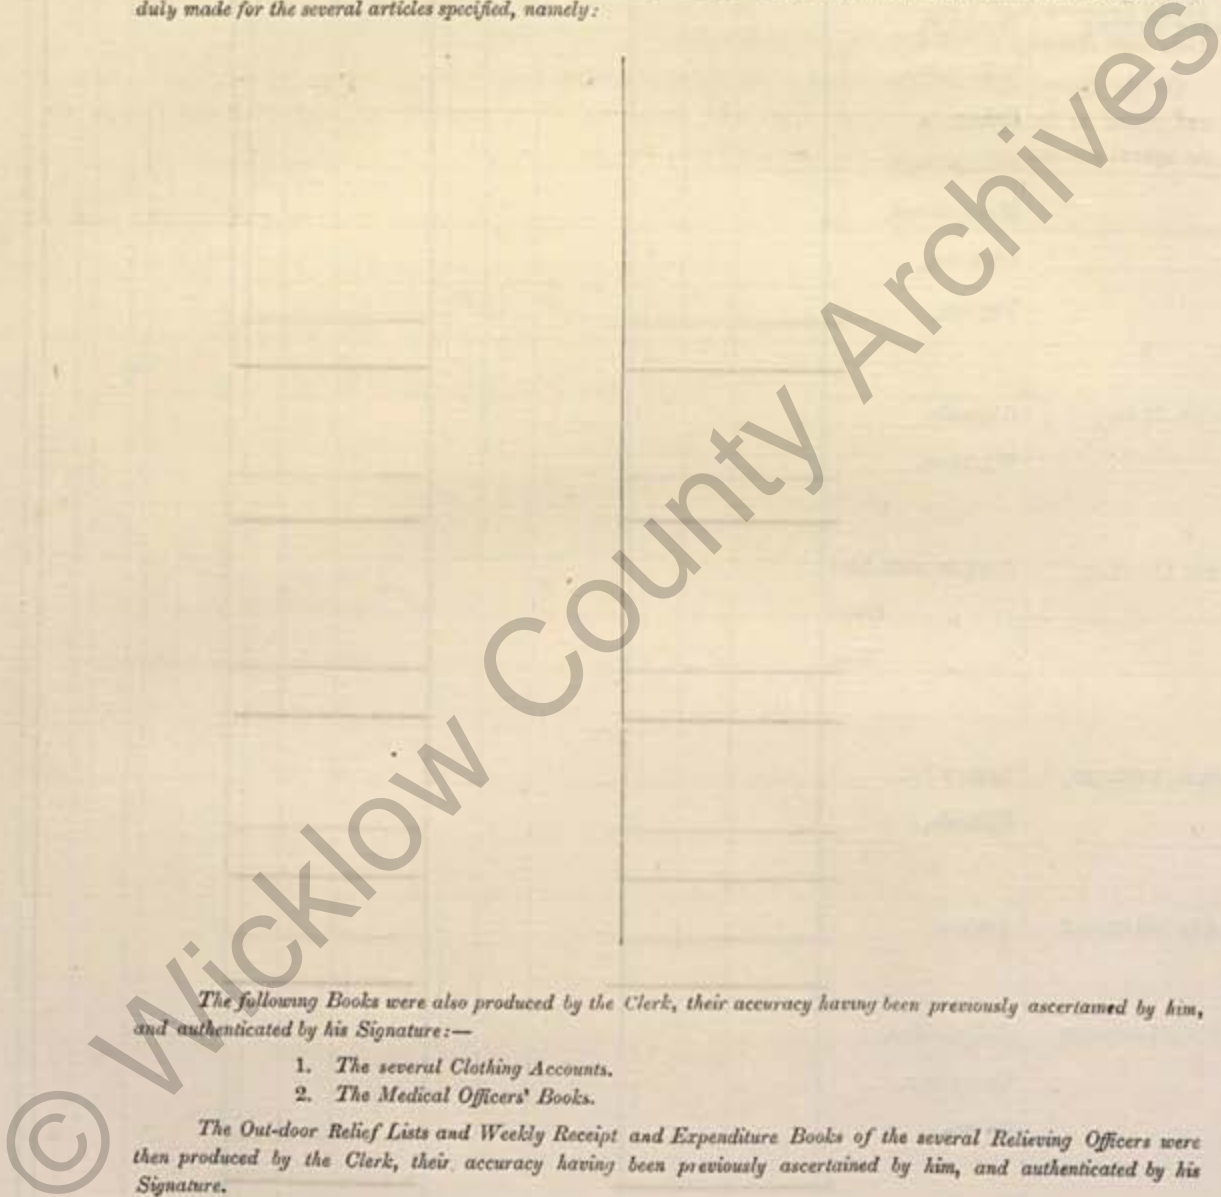 duly made for the several articles specified, namely:
The following Books were also produced by the Clerk, their accuracy having been previously ascertained by him,
and authenticated by his Signature:—
1. The several Clothing Accounts.
2. The Medical Officers' Books.
The Out-door Relief Lists and Weekly Receipt and Expenditure Books of the several Relieving Officers were
then produced by the Clerk, their accuracy having been previously ascertained by him, and authenticated by his
Signature.
© Wicklow County Archives